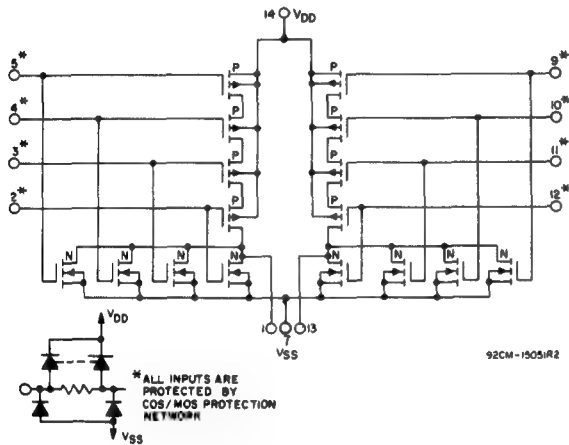 14 VDD
5* P P 9*
4* P P 10*
3* P P 11*
2* P P 12*
N N N N N N N N
1 7 13
VSS
92CM-15051R2
VDD
*ALL INPUTS ARE
PROTECTED BY
COS/MOS PROTECTION
NETWORK
VSS